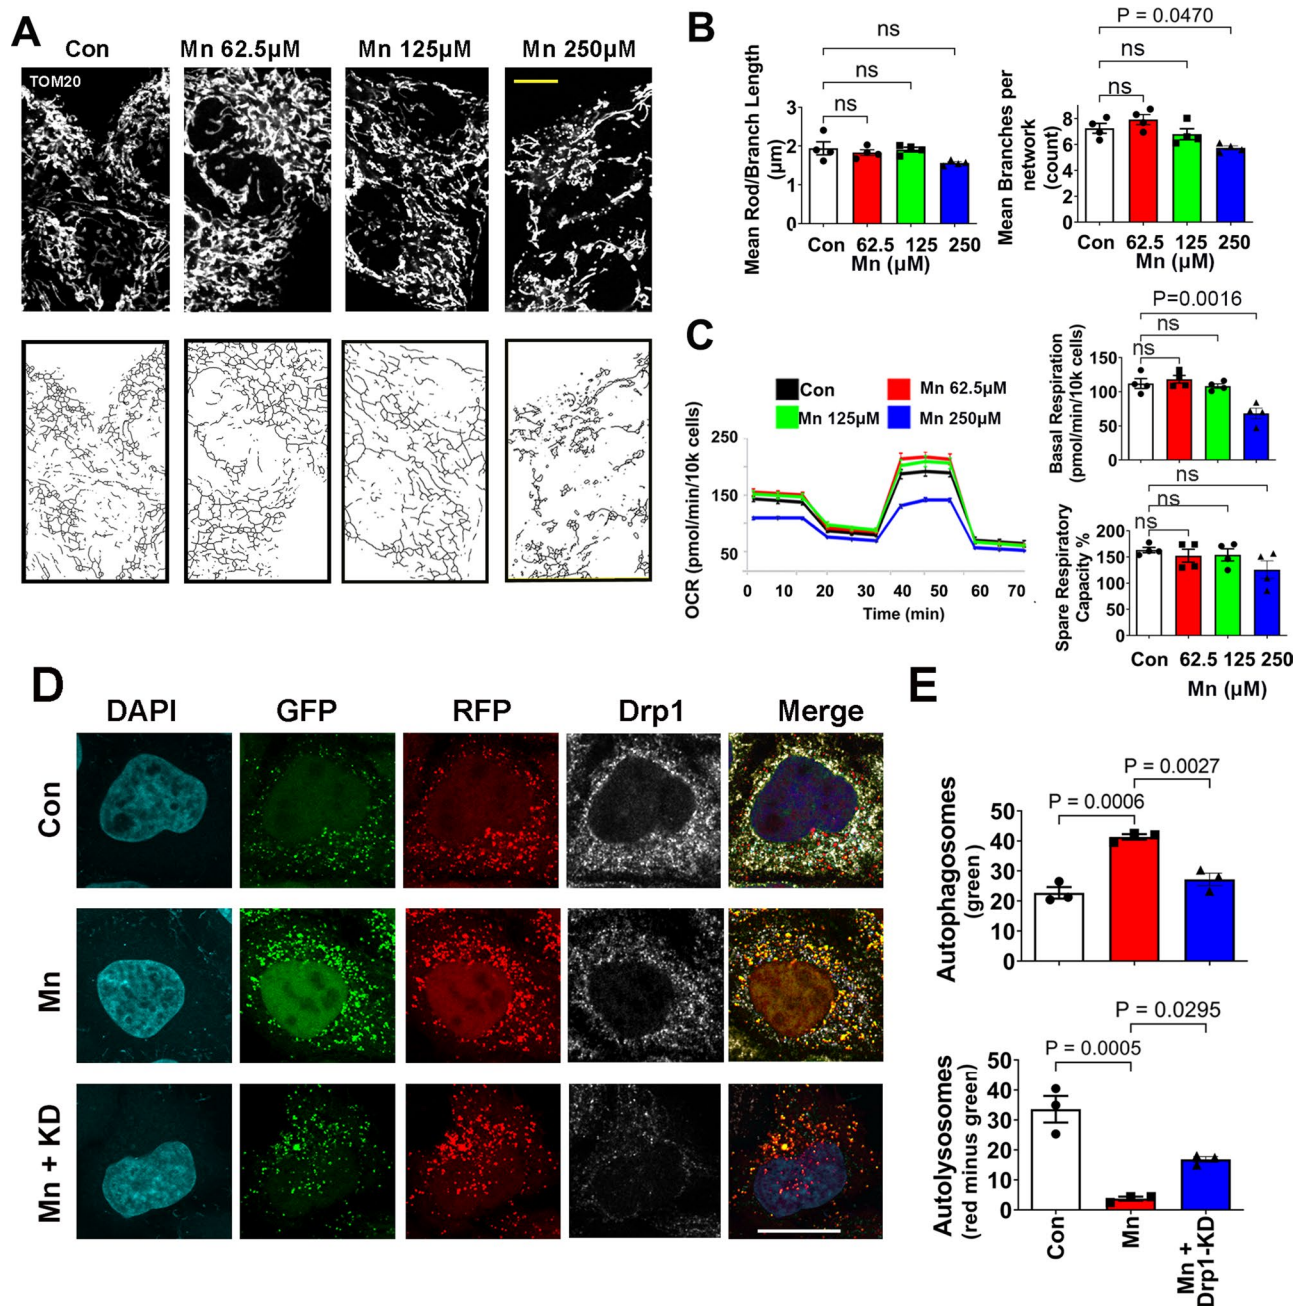 A
Con
Mn 62.5µM
Mn 125µM
Mn 250µM
TOM20
B
Mean Rod/Branch Length
(µm)
3
2
1
0
ns
ns
ns
Con
62.5
125
250
Mn (µM)
Mean Branches per
network
(count)
8
6
4
2
0
P = 0.0470
ns
ns
Con
62.5
125
250
Mn (µM)
C
Con
Mn 62.5µM
Mn 125µM
Mn 250µM
OCR (pmol/min/10k cells)
250
150
50
0 10 20 30 40 50 60 70
Time (min)
P=0.0016
ns
ns
Basal Respiration
(pmol/min/10k cells)
150
100
50
0
ns
ns
ns
Spare Respiratory
Capacity %
200
150
100
50
0
Con 62.5 125 250
Mn (µM)
D
DAPI
GFP
RFP
Drp1
Merge
Con
Mn
Mn + KD
E
P = 0.0027
P = 0.0006
Autophagosomes
(green)
50
40
30
20
10
0
P = 0.0295
P = 0.0005
Autolysosomes
(red minus green)
50
40
30
20
10
0
Con
Mn
Mn +
Drp1-KD